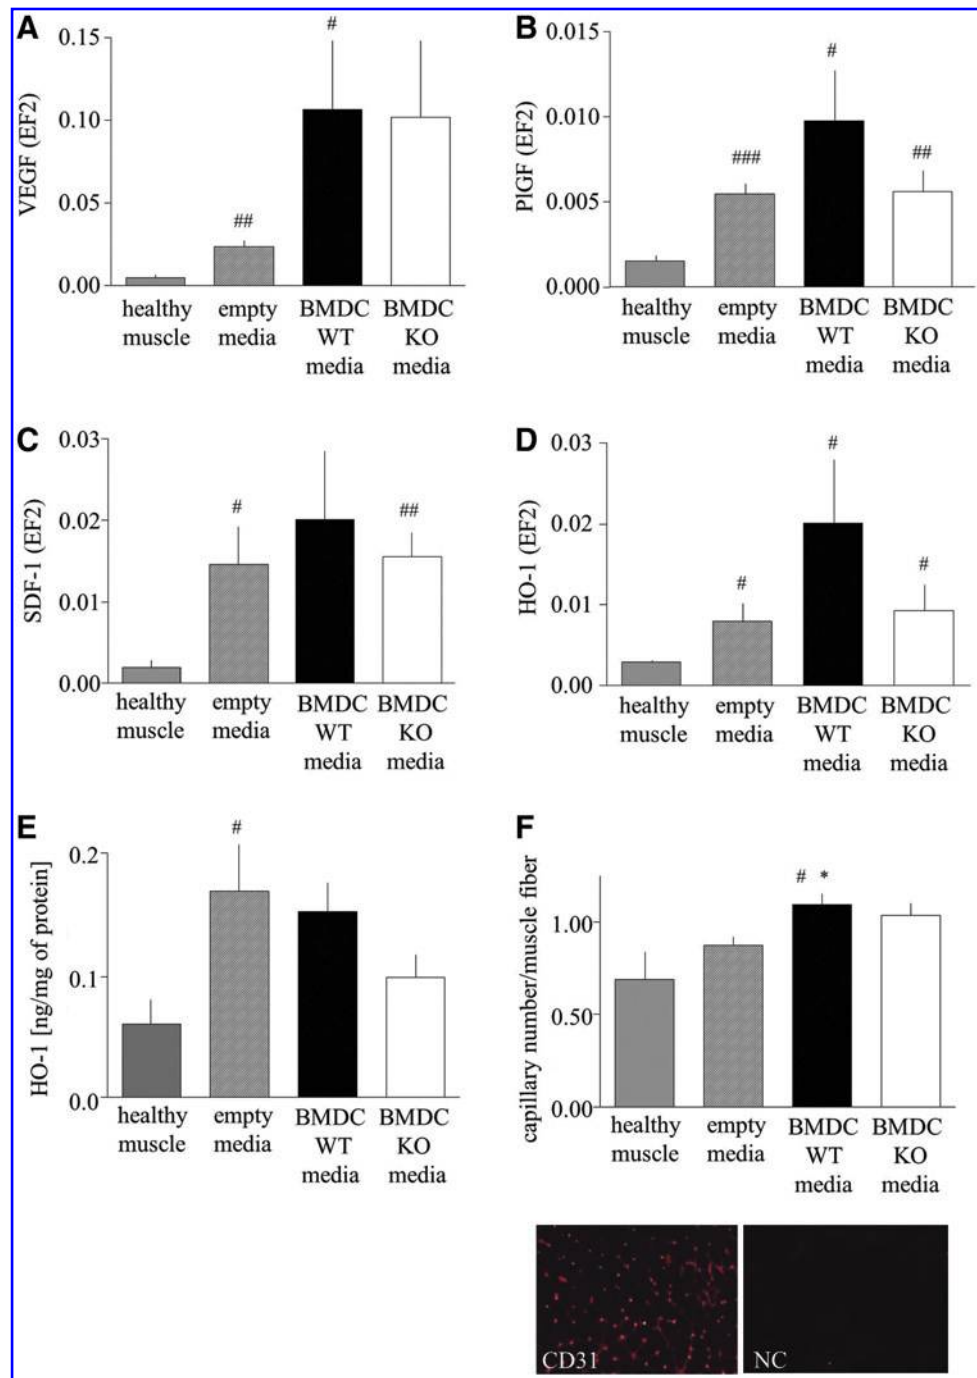 A
VEGF (EF2)
0.15
0.10
0.05
0.00
#
##
healthy muscle
empty media
BMDC WT media
BMDC KO media
B
PlGF (EF2)
0.015
0.010
0.005
0.000
###
#
##
healthy muscle
empty media
BMDC WT media
BMDC KO media
C
SDF-1 (EF2)
0.03
0.02
0.01
0.00
#
##
healthy muscle
empty media
BMDC WT media
BMDC KO media
D
HO-1 (EF2)
0.03
0.02
0.01
0.00
#
#
#
healthy muscle
empty media
BMDC WT media
BMDC KO media
E
HO-1 [ng/mg of protein]
0.2
0.1
0.0
#
healthy muscle
empty media
BMDC WT media
BMDC KO media
F
capillary number/muscle fiber
1.00
0.50
0.00
# *
healthy muscle
empty media
BMDC WT media
BMDC KO media
CD31
NC